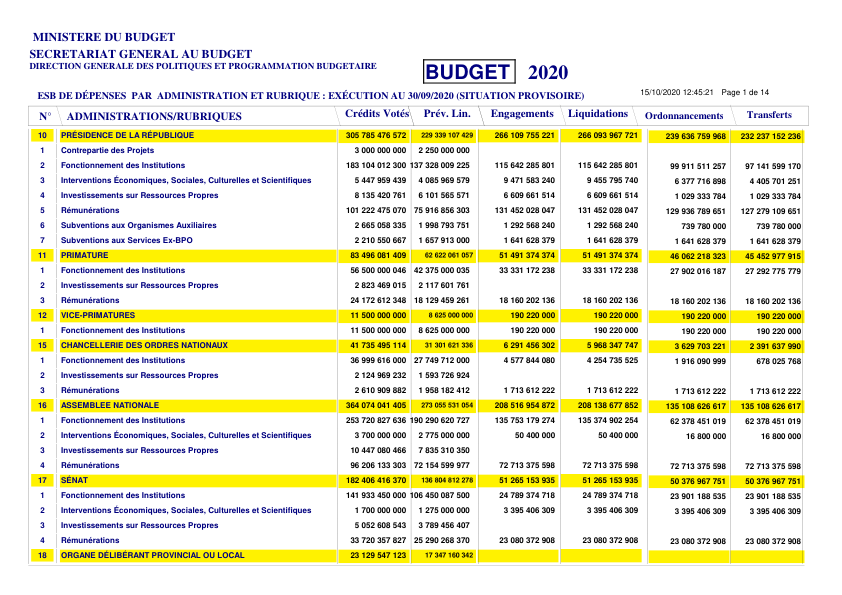 MINISTERE DU BUDGET
SECRETARIAT GENERAL AU BUDGET
DIRECTION GENERALE DES POLITIQUES ET PROGRAMMATION BUDGETAIRE
BUDGET 2020
ESB DE DÉPENSES PAR ADMINISTRATION ET RUBRIQUE : EXÉCUTION AU 30/09/2020 (SITUATION PROVISOIRE)
15/10/2020 12:45:21 Page 1 de 14
N° ADMINISTRATIONS/RUBRIQUES Crédits Votés Prév. Lin. Engagements Liquidations Ordonnancements Transferts
10 PRÉSIDENCE DE LA RÉPUBLIQUE 305 785 476 572 229 339 107 429 266 109 755 221 266 093 967 721 239 636 759 968 232 237 152 236
1 Contrepartie des Projets 3 000 000 000 2 250 000 000
2 Fonctionnement des Institutions 183 104 012 300 137 328 009 225 115 642 285 801 115 642 285 801 99 911 511 257 97 141 599 170
3 Interventions Économiques, Sociales, Culturelles et Scientifiques 5 447 959 439 4 085 969 579 9 471 583 240 9 455 795 740 6 377 716 898 4 405 701 251
4 Investissements sur Ressources Propres 8 135 420 761 6 101 565 571 6 609 661 514 6 609 661 514 1 029 333 784 1 029 333 784
5 Rémunérations 101 222 475 070 75 916 856 303 131 452 028 047 131 452 028 047 129 936 789 651 127 279 109 651
6 Subventions aux Organismes Auxiliaires 2 665 058 335 1 998 793 751 1 292 568 240 1 292 568 240 739 780 000 739 780 000
7 Subventions aux Services Ex-BPO 2 210 550 667 1 657 913 000 1 641 628 379 1 641 628 379 1 641 628 379 1 641 628 379
11 PRIMATURE 83 496 081 409 62 622 061 057 51 491 374 374 51 491 374 374 46 062 218 323 45 452 977 915
1 Fonctionnement des Institutions 56 500 000 046 42 375 000 035 33 331 172 238 33 331 172 238 27 902 016 187 27 292 775 779
2 Investissements sur Ressources Propres 2 823 469 015 2 117 601 761
3 Rémunérations 24 172 612 348 18 129 459 261 18 160 202 136 18 160 202 136 18 160 202 136 18 160 202 136
12 VICE-PRIMATURES 11 500 000 000 8 625 000 000 190 220 000 190 220 000 190 220 000 190 220 000
1 Fonctionnement des Institutions 11 500 000 000 8 625 000 000 190 220 000 190 220 000 190 220 000 190 220 000
15 CHANCELLERIE DES ORDRES NATIONAUX 41 735 495 114 31 301 621 336 6 291 456 302 5 968 347 747 3 629 703 221 2 391 637 990
1 Fonctionnement des Institutions 36 999 616 000 27 749 712 000 4 577 844 080 4 254 735 525 1 916 090 999 678 025 768
2 Investissements sur Ressources Propres 2 124 969 232 1 593 726 924
3 Rémunérations 2 610 909 882 1 958 182 412 1 713 612 222 1 713 612 222 1 713 612 222 1 713 612 222
16 ASSEMBLEE NATIONALE 364 074 041 405 273 055 531 054 208 516 954 872 208 138 677 852 135 108 626 617 135 108 626 617
1 Fonctionnement des Institutions 253 720 827 636 190 290 620 727 135 753 179 274 135 374 902 254 62 378 451 019 62 378 451 019
2 Interventions Économiques, Sociales, Culturelles et Scientifiques 3 700 000 000 2 775 000 000 50 400 000 50 400 000 16 800 000 16 800 000
3 Investissements sur Ressources Propres 10 447 080 466 7 835 310 350
4 Rémunérations 96 206 133 303 72 154 599 977 72 713 375 598 72 713 375 598 72 713 375 598 72 713 375 598
17 SÉNAT 182 406 416 370 136 804 812 278 51 265 153 935 51 265 153 935 50 376 967 751 50 376 967 751
1 Fonctionnement des Institutions 141 933 450 000 106 450 087 500 24 789 374 718 24 789 374 718 23 901 188 535 23 901 188 535
2 Interventions Économiques, Sociales, Culturelles et Scientifiques 1 700 000 000 1 275 000 000 3 395 406 309 3 395 406 309 3 395 406 309 3 395 406 309
3 Investissements sur Ressources Propres 5 052 608 543 3 789 456 407
4 Rémunérations 33 720 357 827 25 290 268 370 23 080 372 908 23 080 372 908 23 080 372 908 23 080 372 908
18 ORGANE DÉLIBÉRANT PROVINCIAL OU LOCAL 23 129 547 123 17 347 160 342